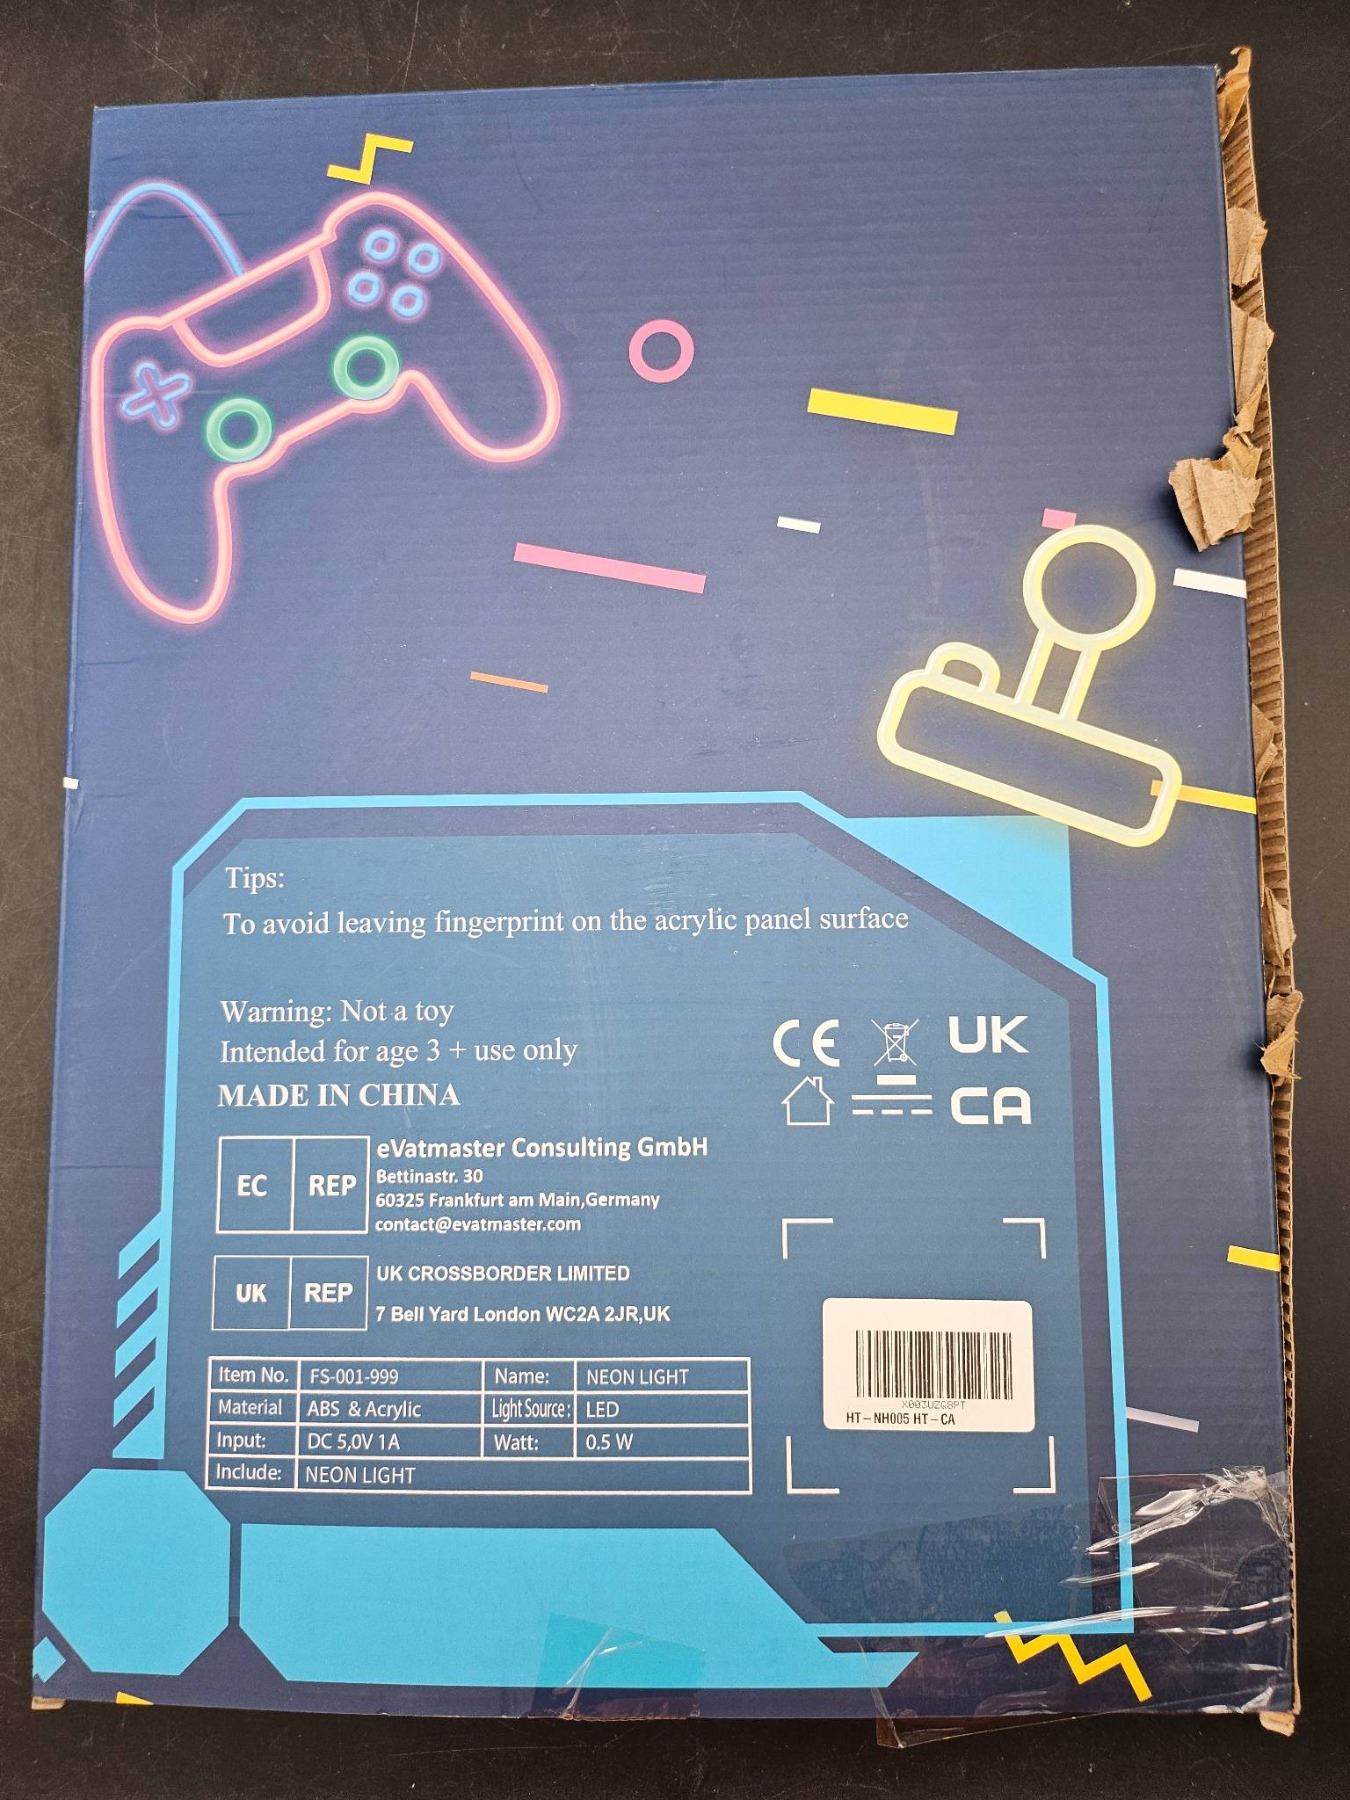 Tips:
To avoid leaving fingerprint on the acrylic panel surface
Warning: Not a toy
Intended for age 3 + use only
MADE IN CHINA
CE
UK
CA
EC REP
eVatmaster Consulting GmbH
Bettinastr. 30
60325 Frankfurt am Main,Germany
contact@evatmaster.com
UK REP
UK CROSSBORDER LIMITED
7 Bell Yard London WC2A 2JR,UK
Item No. FS-001-999 Name: NEON LIGHT
Material ABS & Acrylic Light Source: LED
Input: DC 5,0V 1A Watt: 0.5 W
Include: NEON LIGHT
HT-NH005 HT-CA